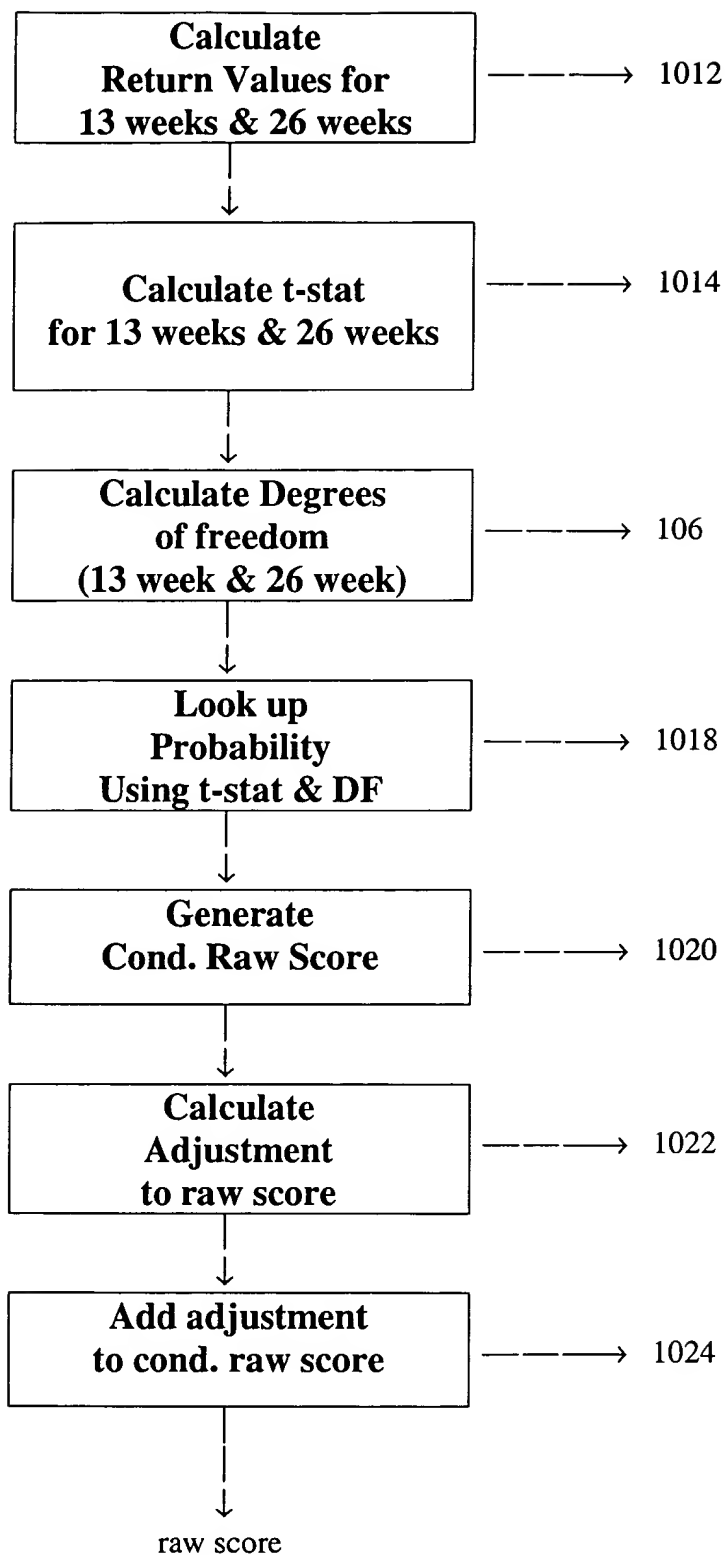 Calculate
Return Values for
13 weeks & 26 weeks
1012
Calculate t-stat
for 13 weeks & 26 weeks
1014
Calculate Degrees
of freedom
(13 week & 26 week)
106
Look up
Probability
Using t-stat & DF
1018
Generate
Cond. Raw Score
1020
Calculate
Adjustment
to raw score
1022
Add adjustment
to cond. raw score
1024
raw score